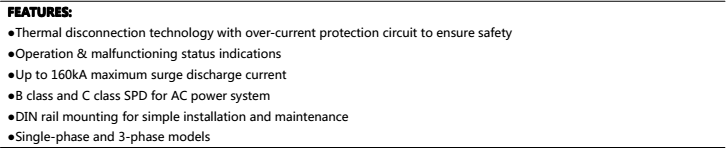 FEATURES:
●Thermal disconnection technology with over-current protection circuit to ensure safety
●Operation & malfunctioning status indications
●Up to 160kA maximum surge discharge current
●B class and C class SPD for AC power system
●DIN rail mounting for simple installation and maintenance
●Single-phase and 3-phase models